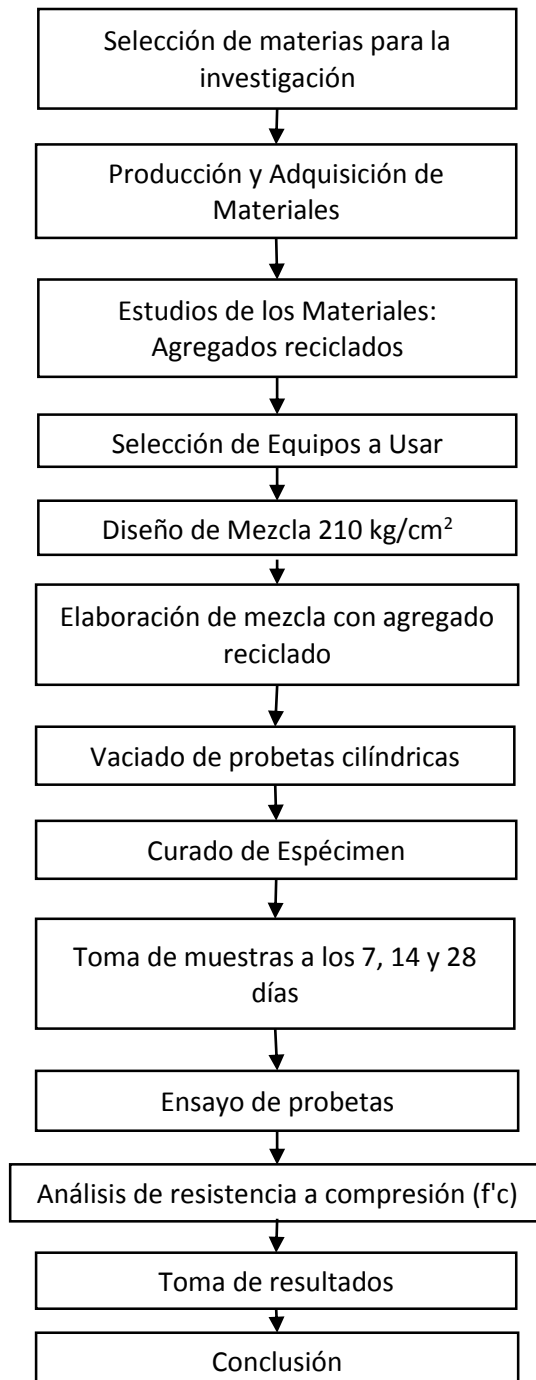 Selección de materias para la
investigación
Producción y Adquisición de
Materiales
Estudios de los Materiales:
Agregados reciclados
Selección de Equipos a Usar
Diseño de Mezcla 210 kg/cm²
Elaboración de mezcla con agregado
reciclado
Vaciado de probetas cilíndricas
Curado de Espécimen
Toma de muestras a los 7, 14 y 28
días
Ensayo de probetas
Análisis de resistencia a compresión (f'c)
Toma de resultados
Conclusión